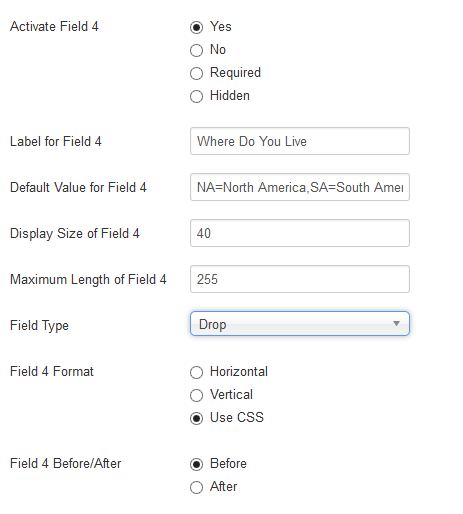 Activate Field 4 Yes
No
Required
Hidden
Label for Field 4 Where Do You Live
Default Value for Field 4 NA=North America,SA=South Amer
Display Size of Field 4 40
Maximum Length of Field 4 255
Field Type Drop
Field 4 Format Horizontal
Vertical
Use CSS
Field 4 Before/After Before
After